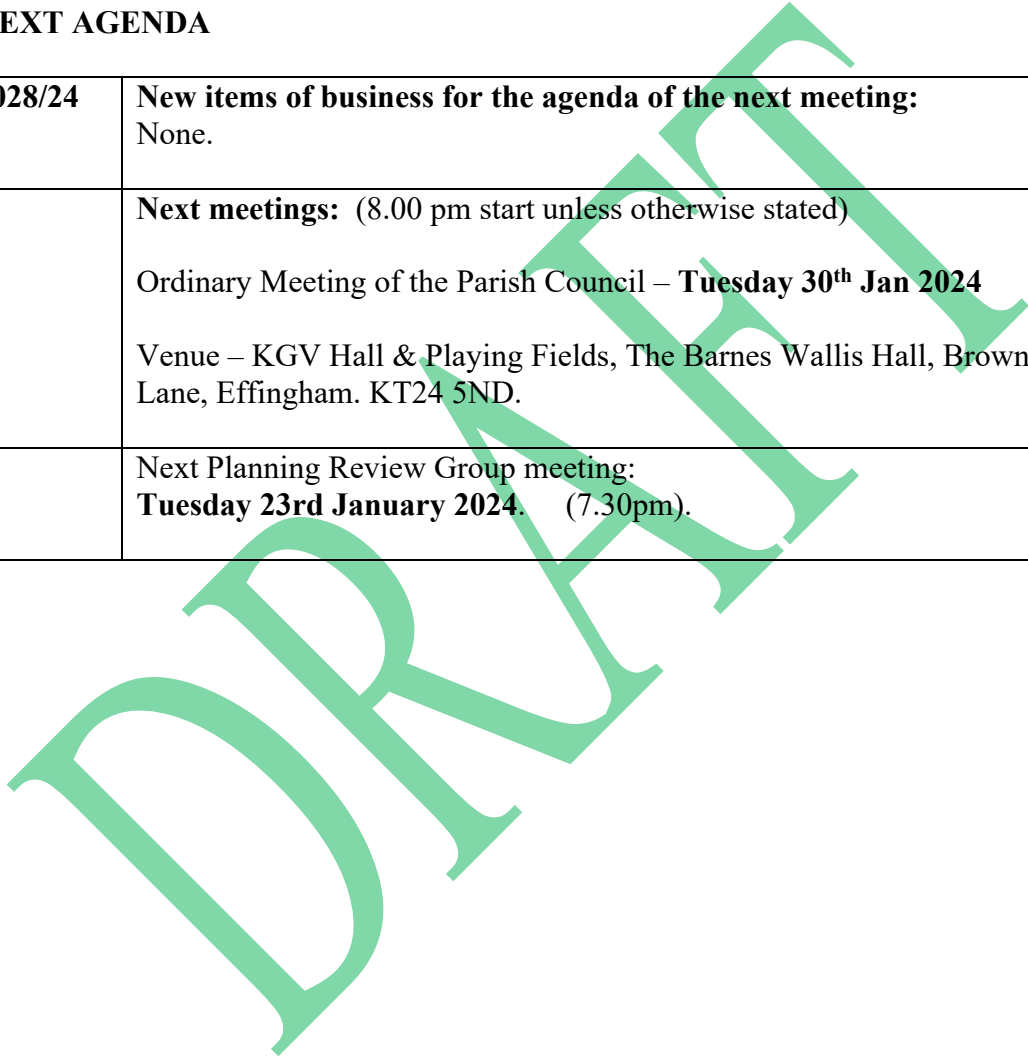 EXT AGENDA
028/24 New items of business for the agenda of the next meeting:
None.
Next meetings: (8.00 pm start unless otherwise stated)
Ordinary Meeting of the Parish Council – Tuesday 30th Jan 2024
Venue – KGV Hall & Playing Fields, The Barnes Wallis Hall, Brown
Lane, Effingham. KT24 5ND.
Next Planning Review Group meeting:
Tuesday 23rd January 2024. (7.30pm).
DRAFT